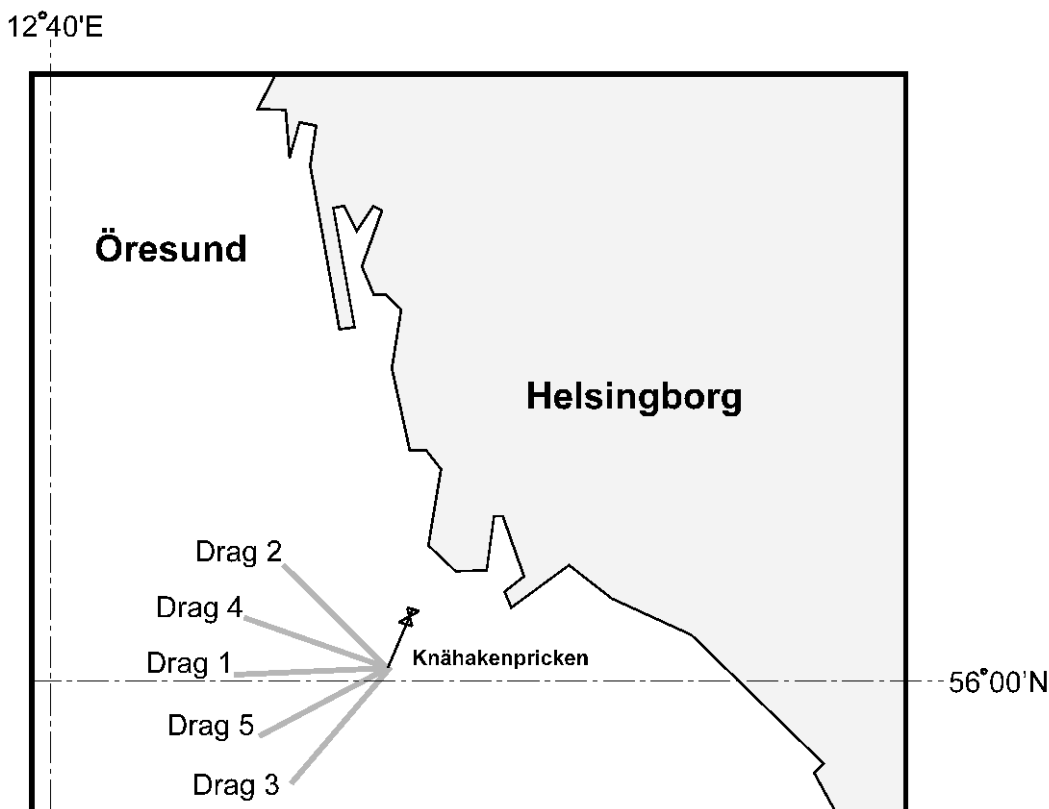 12°40'E
Öresund
Helsingborg
Drag 2
Drag 4
Drag 1
Knähakenpricken
56°00'N
Drag 5
Drag 3